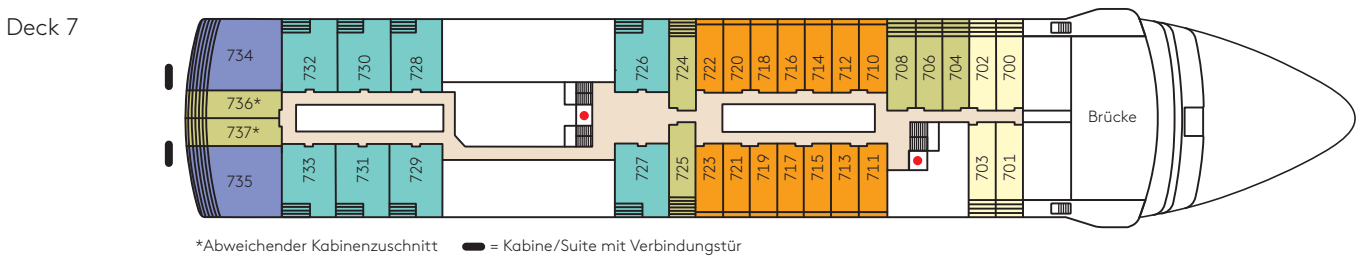 Deck 7
734 732 730 728 726 724 722 720 718 716 714 712 710 708 706 704 702 700
736*
737*
Brücke
735 733 731 729 727 725 723 721 719 717 715 713 711 703 701
*Abweichender Kabinenzuschnitt = Kabine/Suite mit Verbindungstür